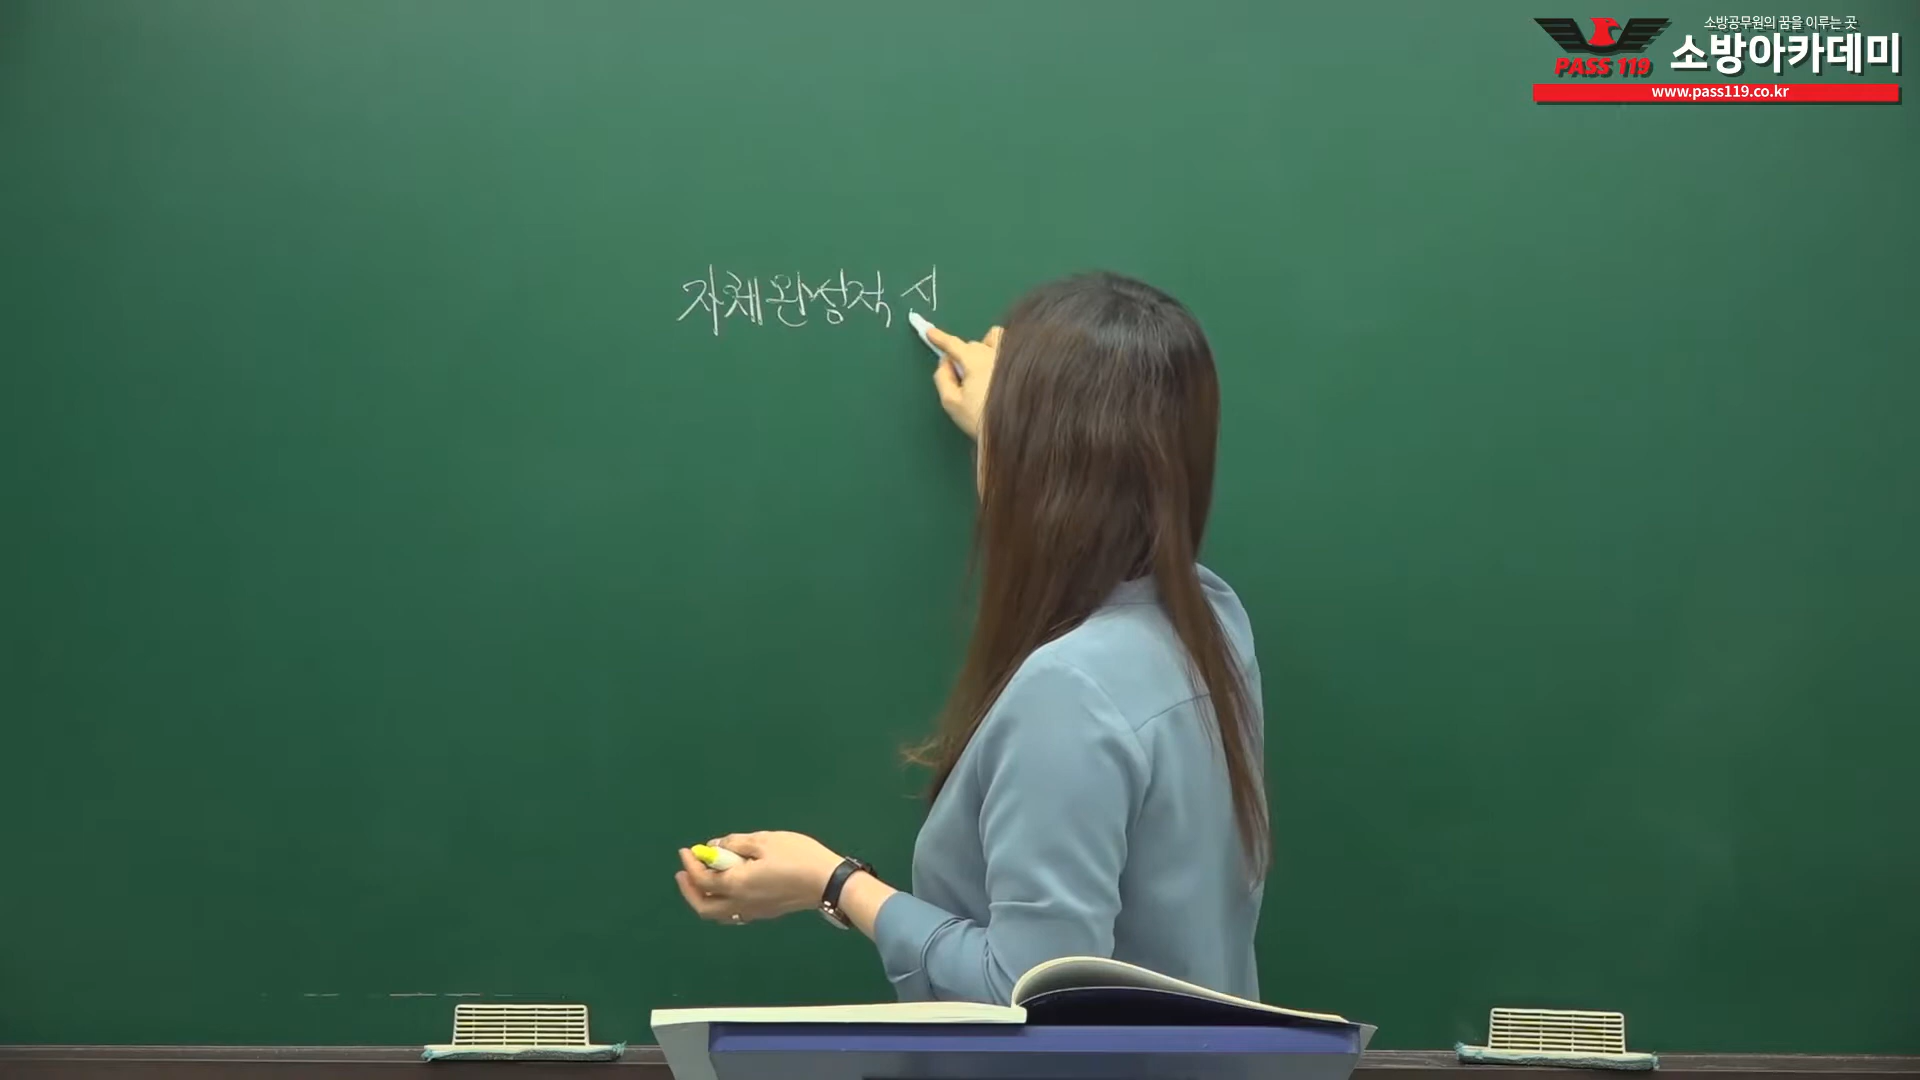 소방공무원의 꿈을 이루는 곳
소방아카데미
PASS 119
www.pass119.co.kr
자체완성적 시